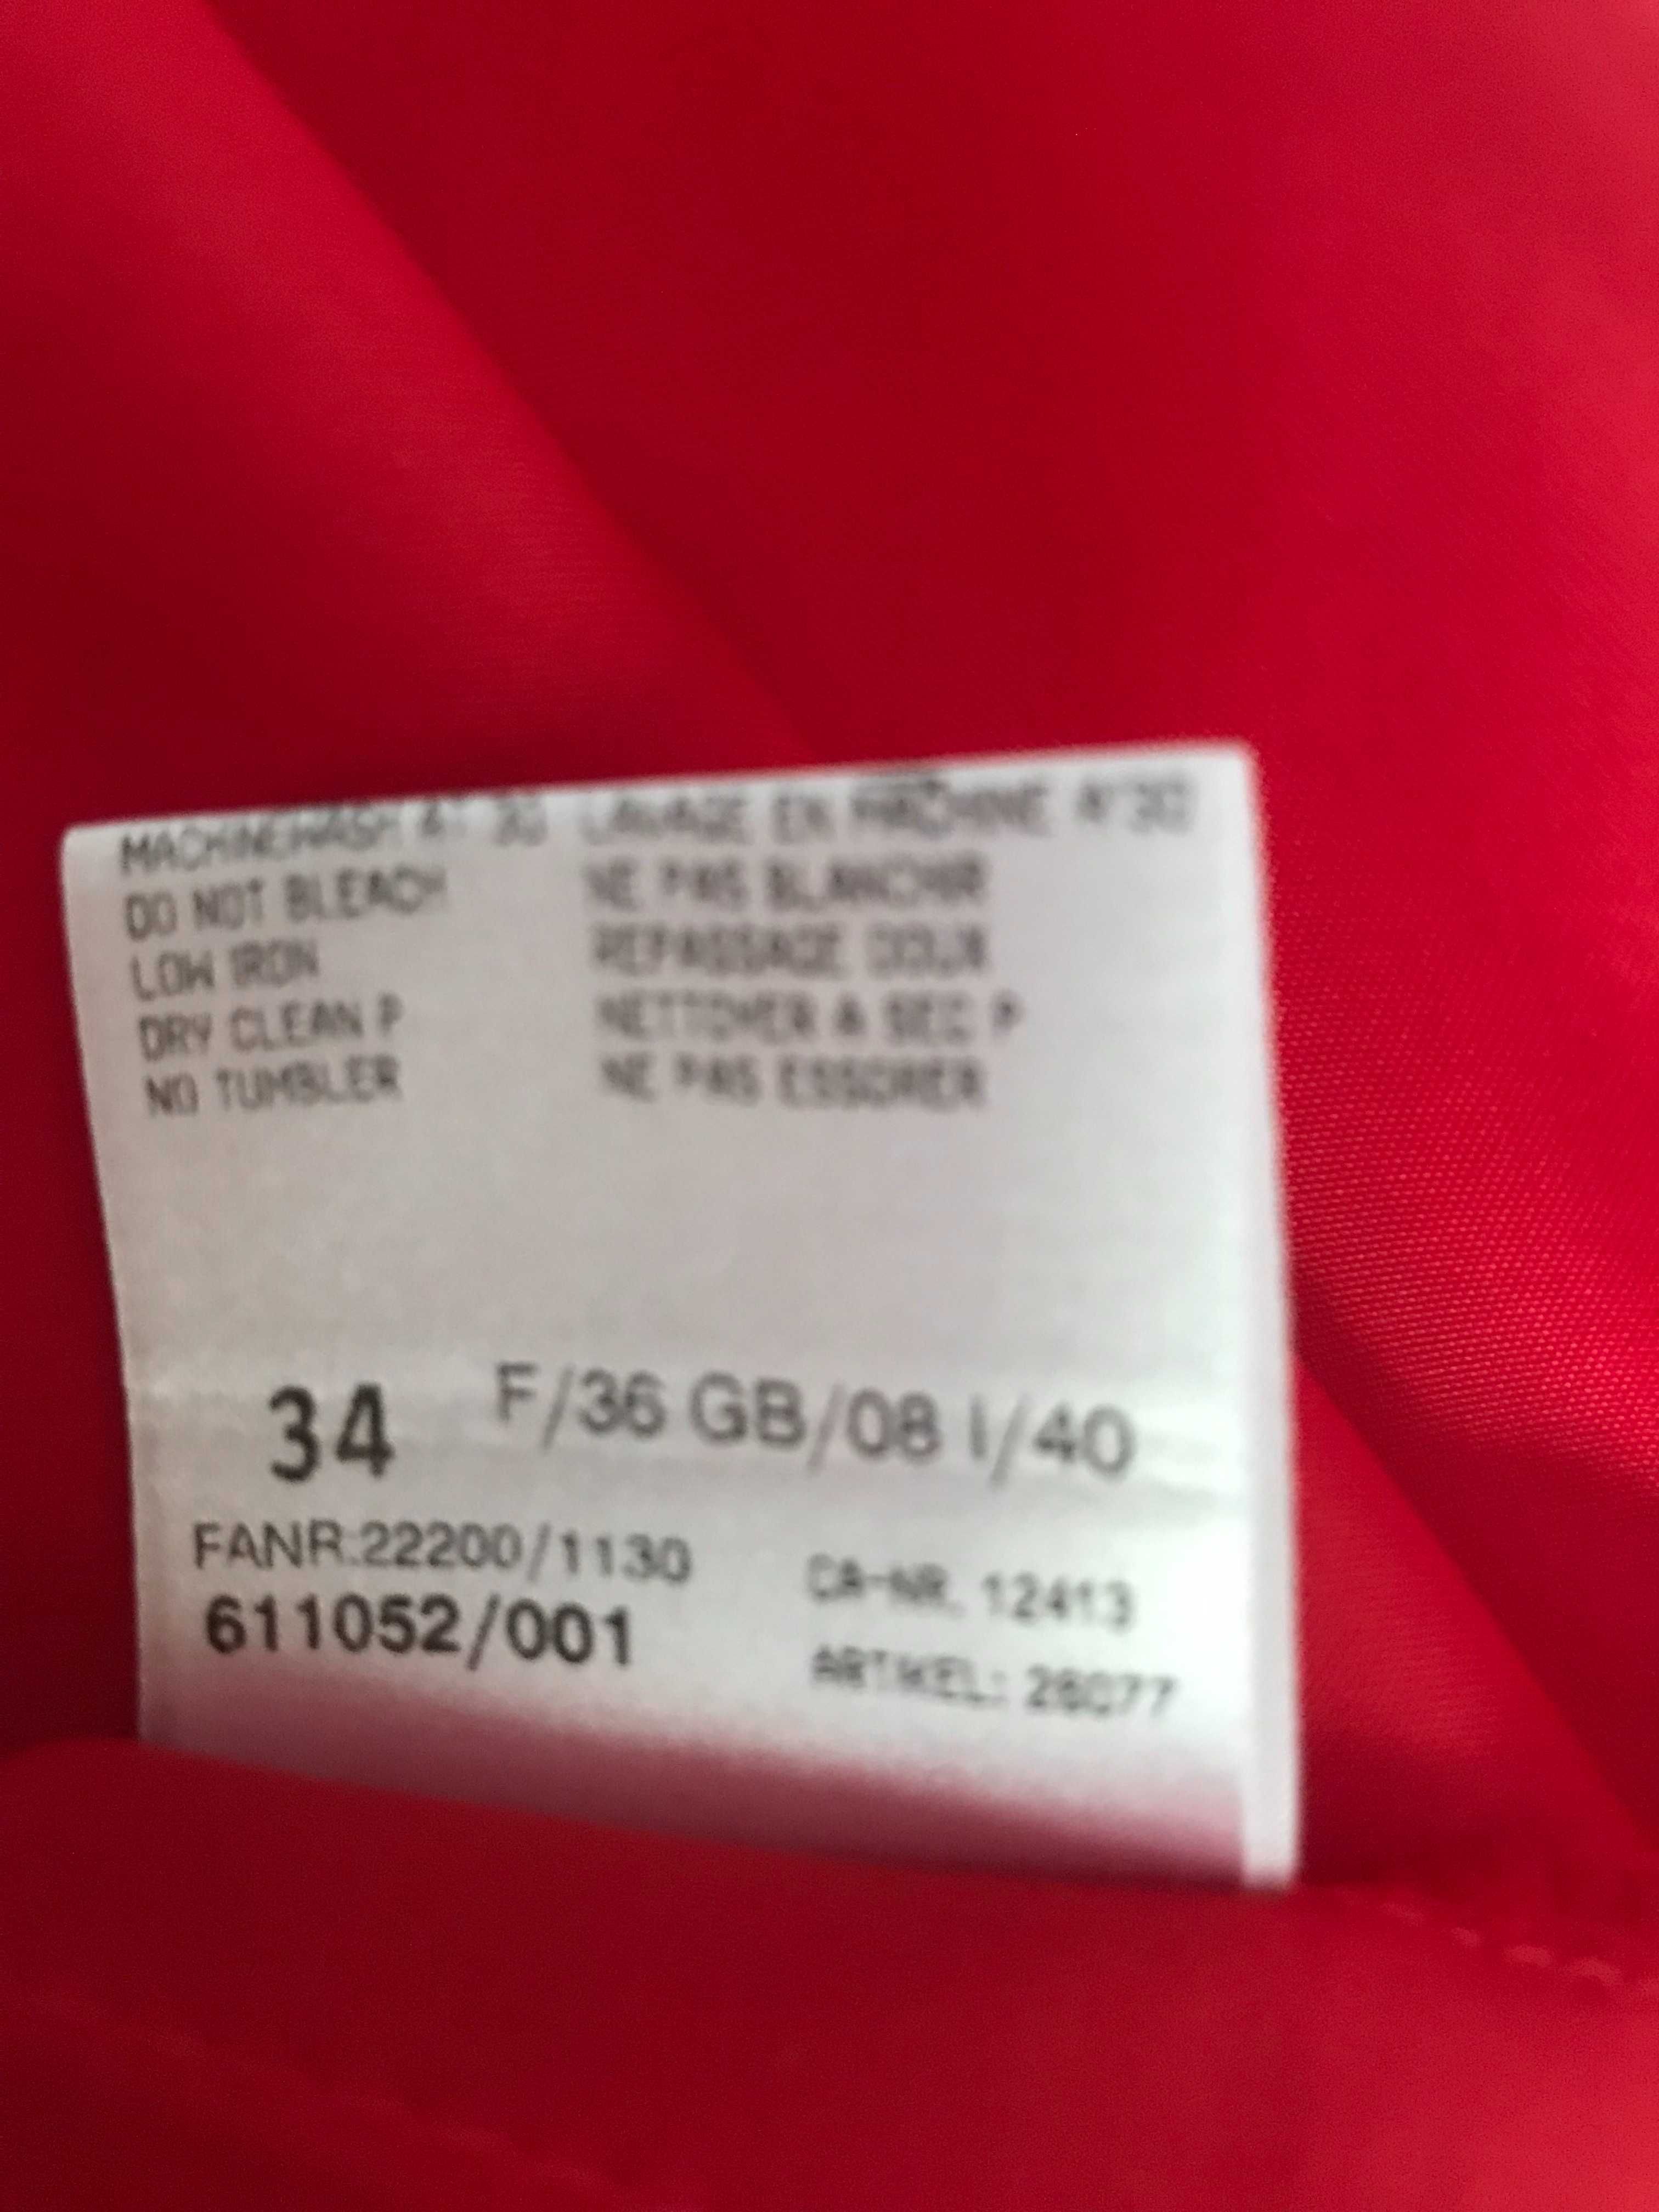 MACHINEWASH AT 30 LAVAGE EN MACHINE A'30
DO NOT BLEACH NE PAS BLANCHIR
LOW IRON REPASSAGE DOUX
DRY CLEAN P NETTOYER A SEC P
NO TUMBLER NE PAS ESSORER
34 F/36 GB/08 I/40
FANR:22200/1130 CA-NR. 12413
611052/001 ARTIKEL: 26077